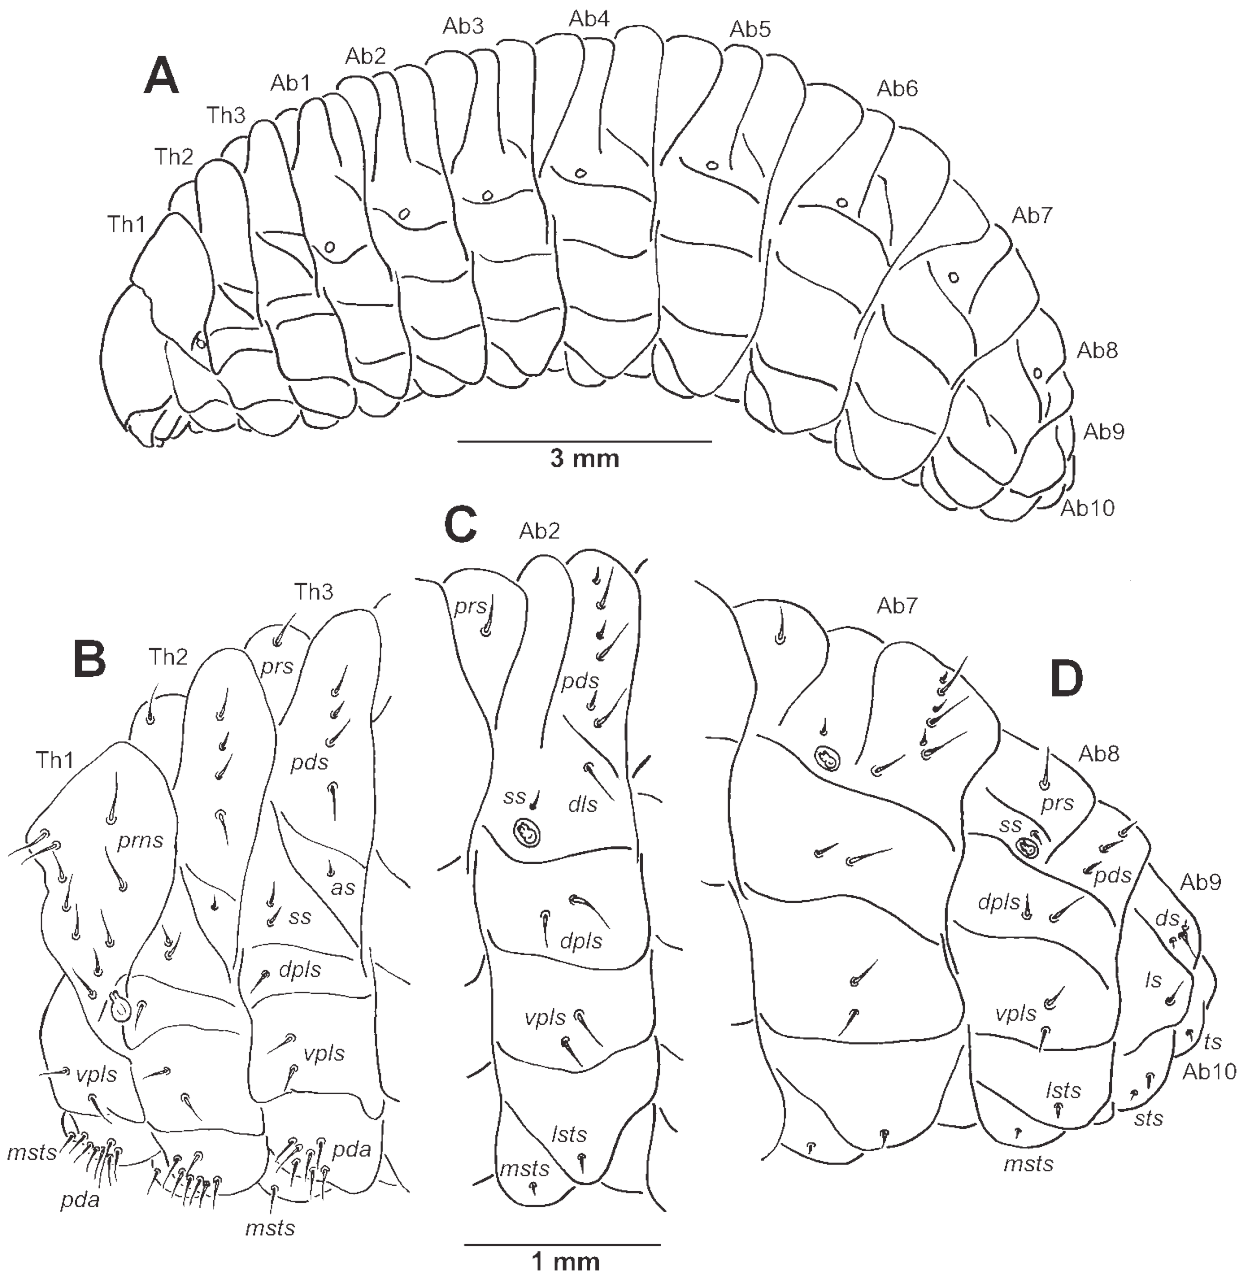 A
Th1
Th2
Th3
Ab1
Ab2
Ab3
Ab4
Ab5
Ab6
Ab7
Ab8
Ab9
Ab10
3 mm
B
Th1
Th2
Th3
prs
pds
prns
as
ss
dpls
vpls
vpls
msts
pda
pda
msts
C
Ab2
prs
pds
ss
dls
dpls
vpls
lsts
msts
1 mm
D
Ab7
Ab8
prs
ss
pds
Ab9
dpls
ds
ls
vpls
ts
Ab10
lsts
sts
msts